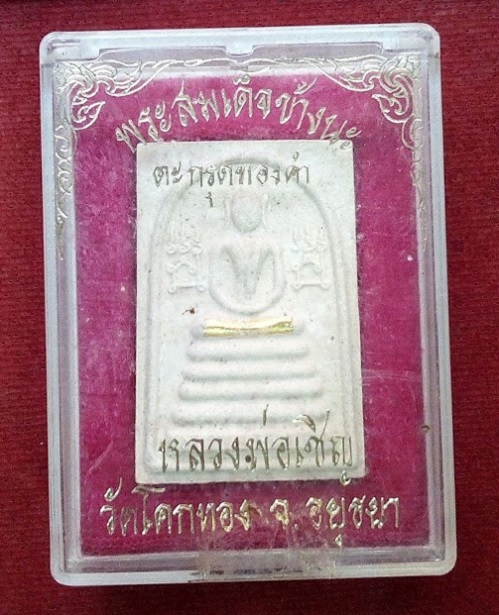 พระสมเด็จข้างนะ
ตะกรุดทองคำ
หลวงพ่อเชิญ
วัดโคกทอง จ. อยุธยา